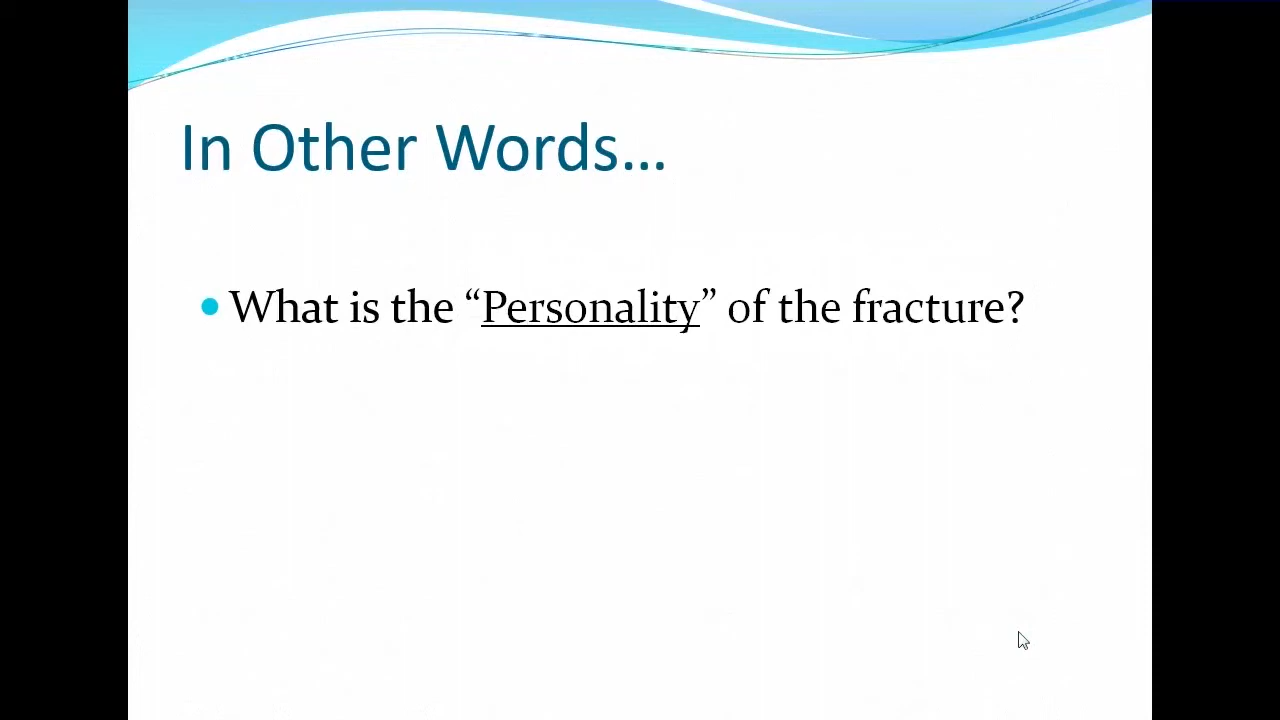 In Other Words...
• What is the “Personality” of the fracture?